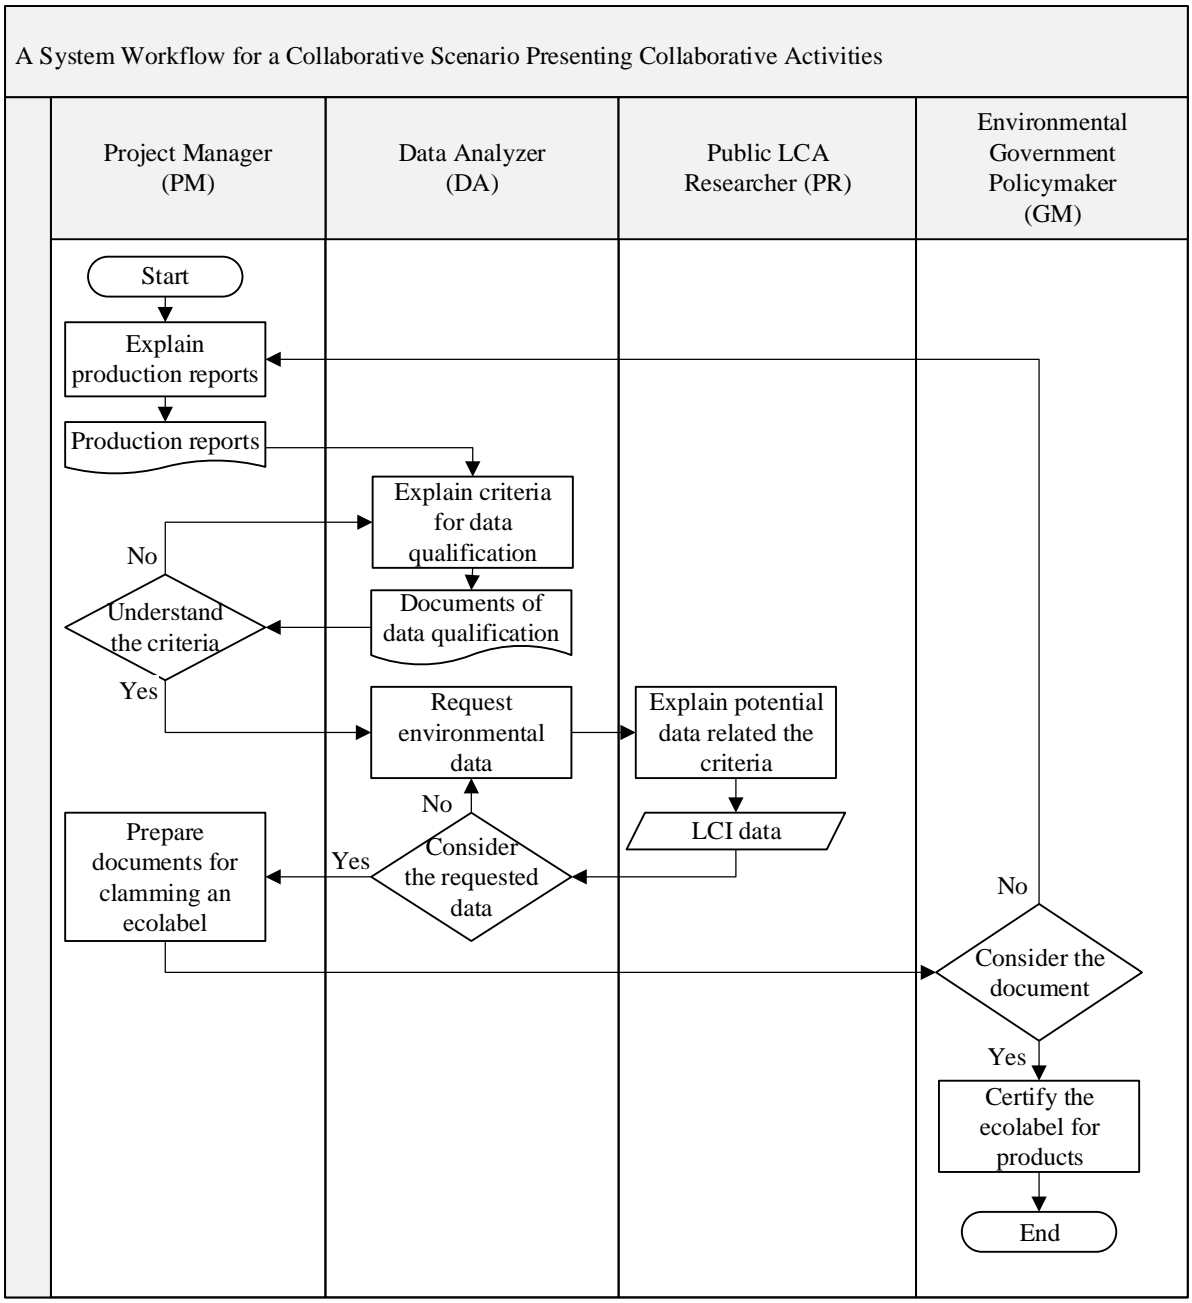 A System Workflow for a Collaborative Scenario Presenting Collaborative Activities
Project Manager
(PM)
Data Analyzer
(DA)
Public LCA
Researcher (PR)
Environmental
Government
Policymaker
(GM)
Start
Explain
production reports
Production reports
Explain criteria
for data
qualification
No
Understand
the criteria
Documents of
data qualification
Yes
Request
environmental
data
Explain potential
data related the
criteria
No
LCI data
Prepare
documents for
clamming an
ecolabel
Yes
Consider
the requested
data
No
Consider the
document
Yes
Certify the
ecolabel for
products
End